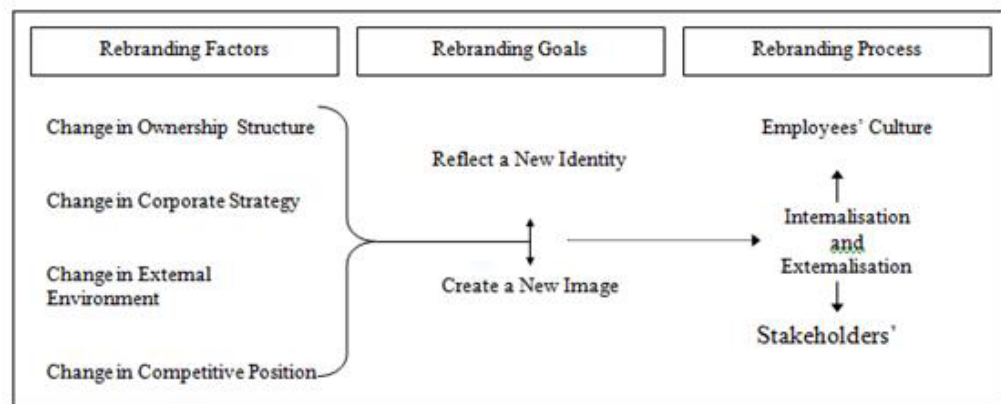 Rebranding Factors
Rebranding Goals
Rebranding Process
Change in Ownership Structure
Change in Corporate Strategy
Change in External
Environment
Change in Competitive Position
Reflect a New Identity
Create a New Image
Employees' Culture
Internalisation
and
Externalisation
Stakeholders'